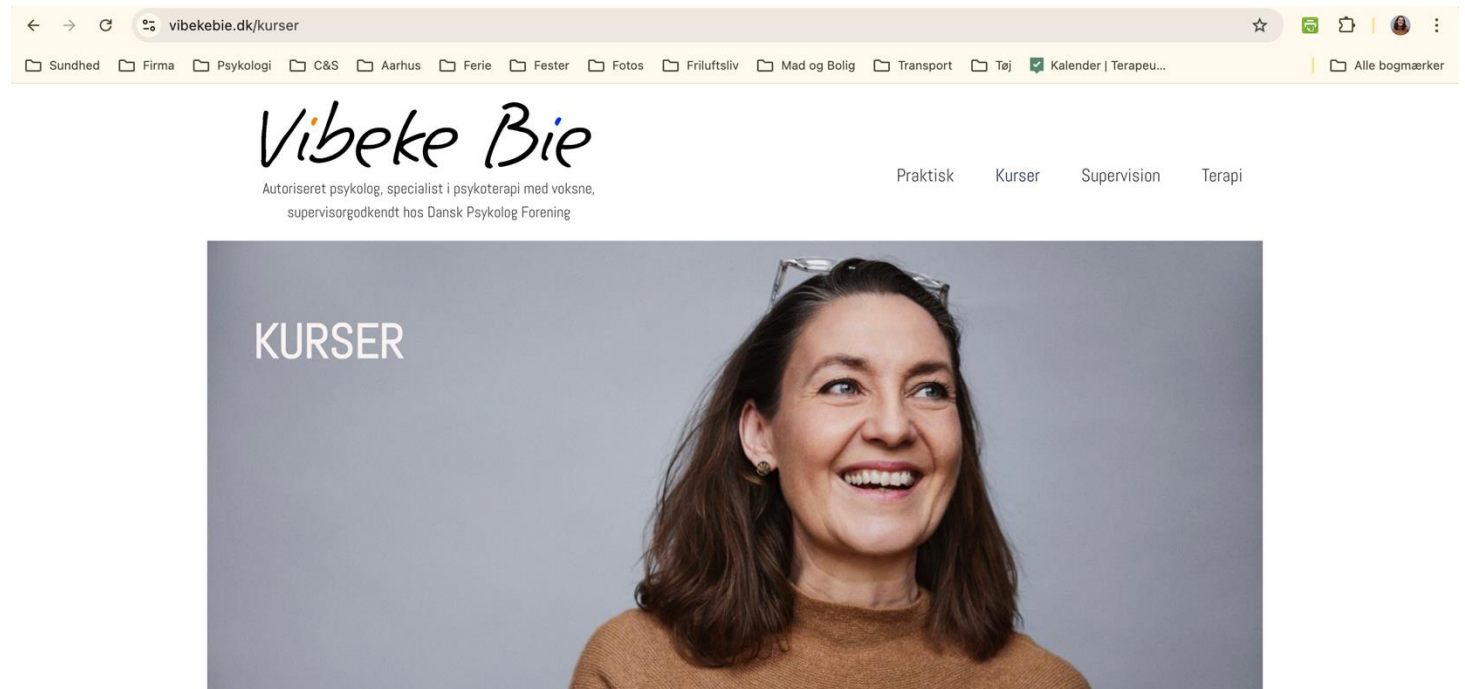 vibekebie.dk/kurser
Sundhed Firma Psykologi C&S Aarhus Ferie Fester Fotos Friluftsliv Mad og Bolig Transport Tøj Kalender | Terapeu... Alle bogmærker
Vibeke Bie
Autoriseret psykolog, specialist i psykoterapi med voksne,
supervisorgodkendt hos Dansk Psykolog Forening
Praktisk Kurser Supervision Terapi
KURSER